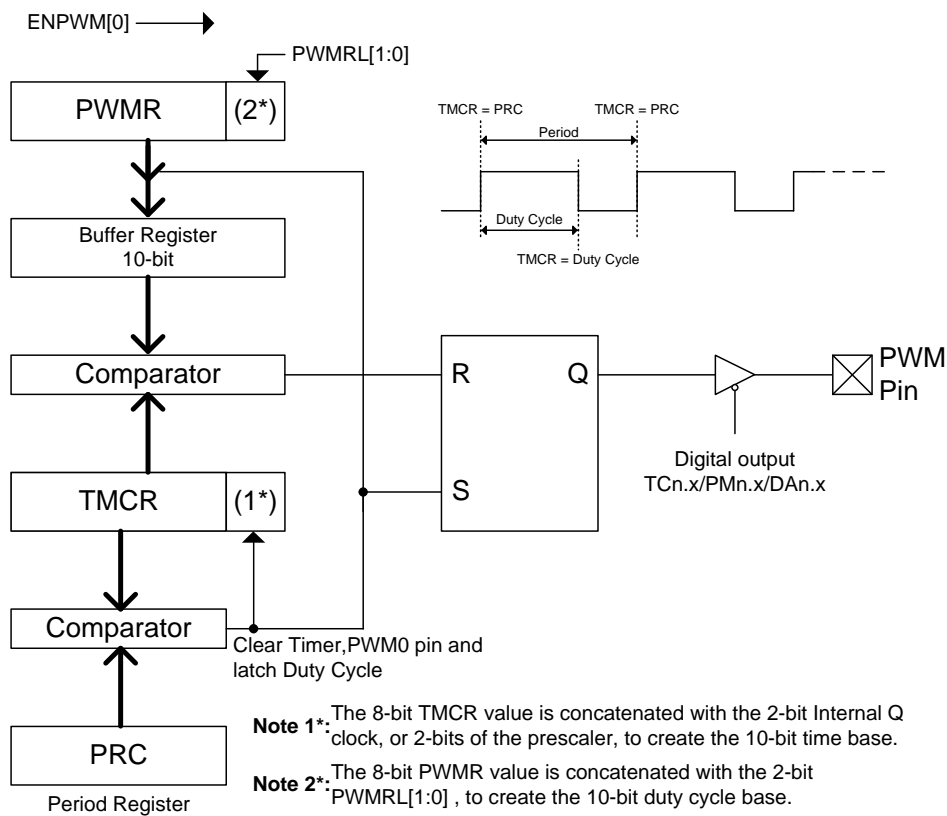 ENPWM[0]
PWMRL[1:0]
PWMR
(2*)
TMCR = PRC
TMCR = PRC
Period
Duty Cycle
TMCR = Duty Cycle
Buffer Register
10-bit
Comparator
R
Q
PWM
Pin
Digital output
TCn.x/PMn.x/DAn.x
S
TMCR
(1*)
Comparator
Clear Timer,PWM0 pin and
latch Duty Cycle
PRC
Period Register
Note 1*: The 8-bit TMCR value is concatenated with the 2-bit Internal Q
clock, or 2-bits of the prescaler, to create the 10-bit time base.
Note 2*: The 8-bit PWMR value is concatenated with the 2-bit
PWMRL[1:0] , to create the 10-bit duty cycle base.